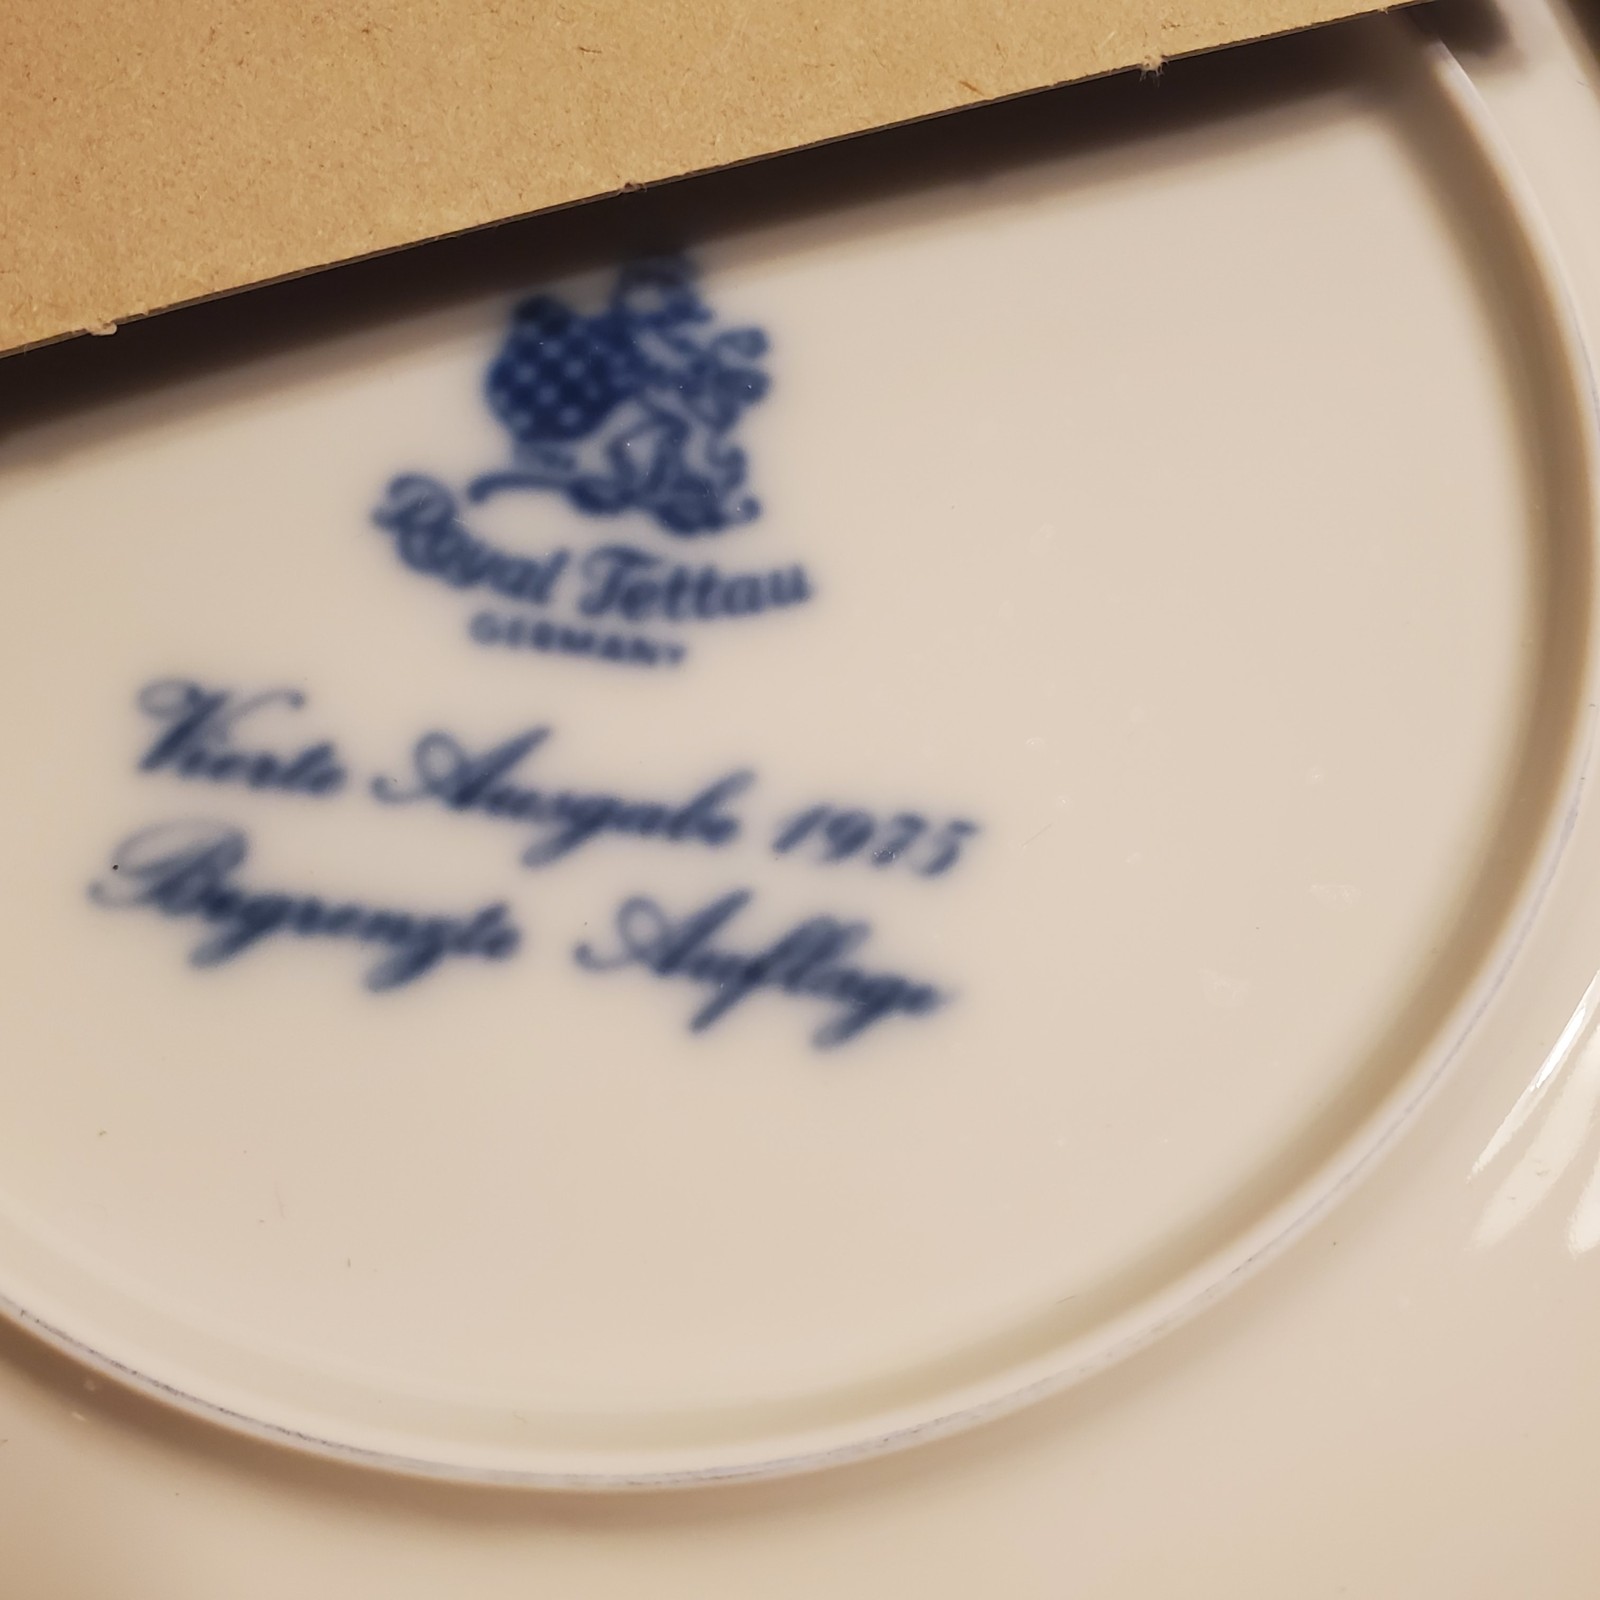 Royal Tettau
GERMANY
Vierte Ausgabe 1975
Begrenzte Auflage